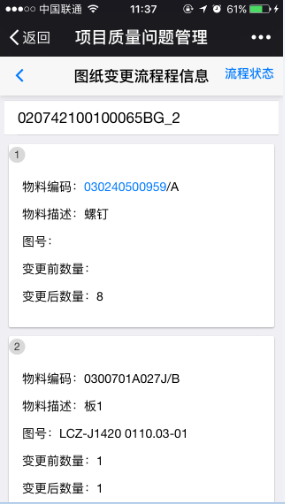 中国联通 11:37 61%
返回 项目质量问题管理
图纸变更流程程信息 流程状态
020742100100065BG_2
1
物料编码：030240500959/A
物料描述：螺钉
图号：
变更前数量：
变更后数量：8
2
物料编码：0300701A027J/B
物料描述：板1
图号：LCZ-J1420 0110.03-01
变更前数量：1
变更后数量：1